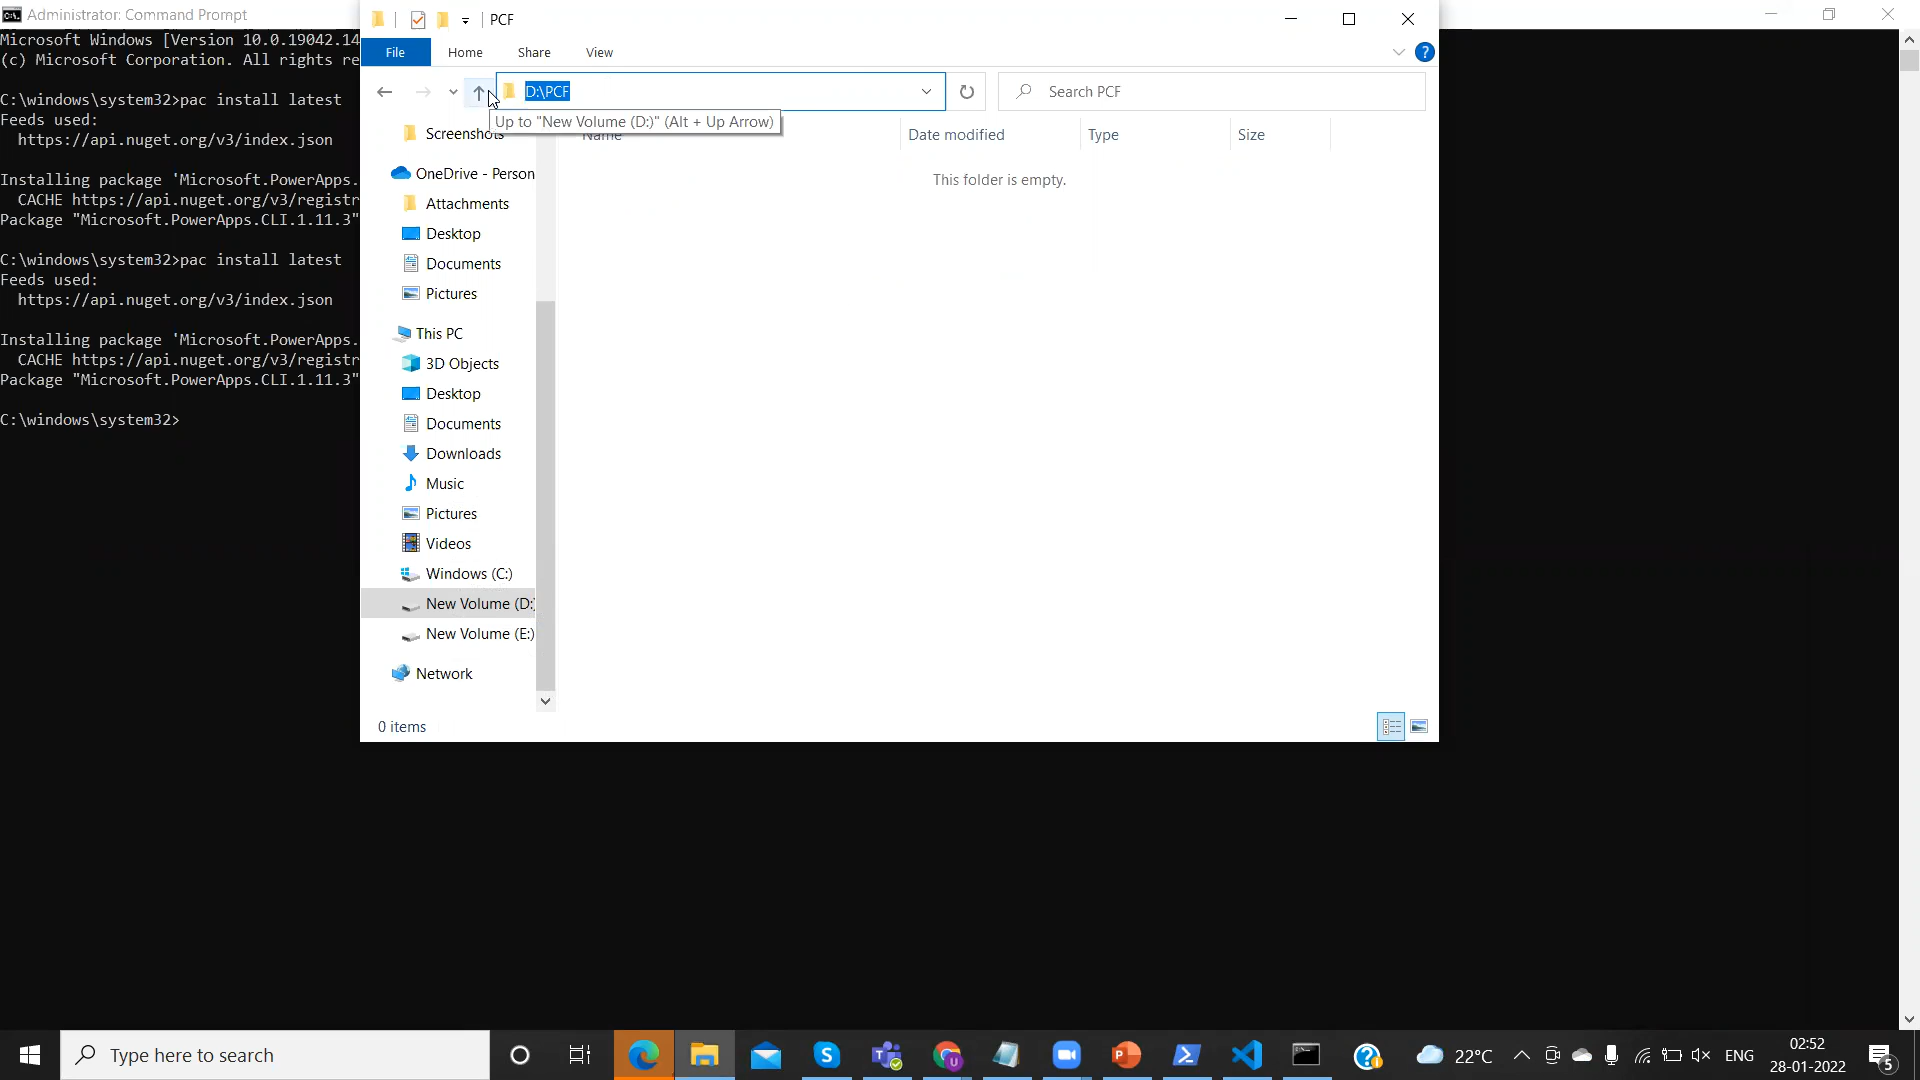 Administrator: Command Prompt
Microsoft Windows [Version 10.0.19042.14
(c) Microsoft Corporation. All rights re
C:\windows\system32>pac install latest
Feeds used:
https://api.nuget.org/v3/index.json
Installing package 'Microsoft.PowerApps.
CACHE https://api.nuget.org/v3/registr
Package "Microsoft.PowerApps.CLI.1.11.3"
C:\windows\system32>pac install latest
Feeds used:
https://api.nuget.org/v3/index.json
Installing package 'Microsoft.PowerApps.
CACHE https://api.nuget.org/v3/registr
Package "Microsoft.PowerApps.CLI.1.11.3"
C:\windows\system32>
PCF
File Home Share View
D:\PCF
Search PCF
Up to "New Volume (D:)" (Alt + Up Arrow)
Name Date modified Type Size
This folder is empty.
Screenshots
OneDrive - Person
Attachments
Desktop
Documents
Pictures
This PC
3D Objects
Desktop
Documents
Downloads
Music
Pictures
Videos
Windows (C:)
New Volume (D:)
New Volume (E:)
Network
0 items
Type here to search
22°C
ENG
02:52
28-01-2022
5